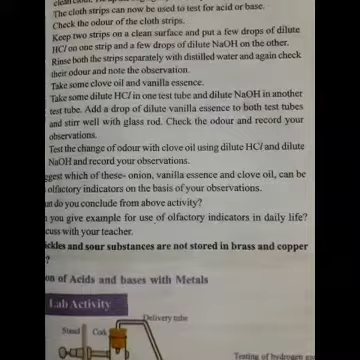 The cloth strips can now be used to test for acid or base.
Check the odour of the cloth strips.
Keep two strips on a clean surface and put a few drops of dilute
HCl on one strip and a few drops of dilute NaOH on the other.
Rinse both the strips separately with distilled water and again check
their odour and note the observation.
Take some clove oil and vanilla essence.
Take some dilute HCl in one test tube and dilute NaOH in another
test tube. Add a drop of dilute vanilla essence to both test tubes
and stirr well with glass rod. Check the odour and record your
observations.
Test the change of odour with clove oil using dilute HCl and dilute
NaOH and record your observations.
ggest which of these- onion, vanilla essence and clove oil, can be
olfactory indicators on the basis of your observations.
at do you conclude from above activity?
you give example for use of olfactory indicators in daily life?
cuss with your teacher.
ickles and sour substances are not stored in brass and copper
?
on of Acids and bases with Metals
Lab Activity
Delivery tube
Stand
Cork
Testing of hydrogen